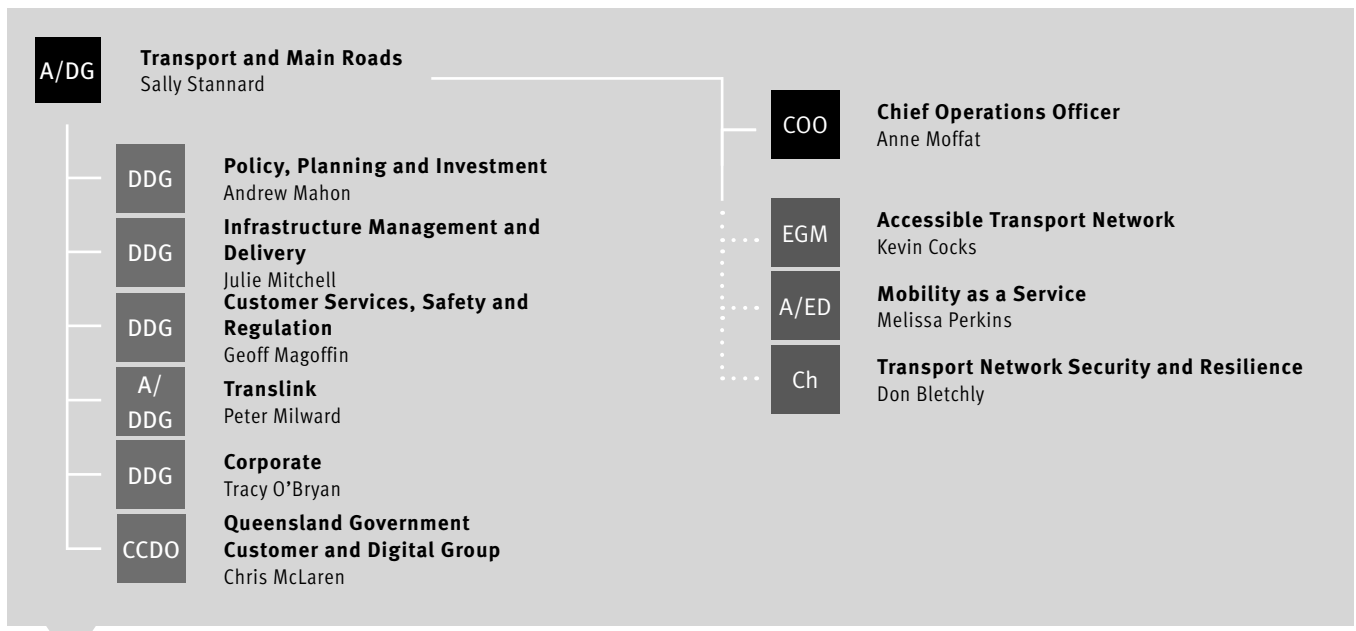 A/DG
Transport and Main Roads
Sally Stannard
DDG
Policy, Planning and Investment
Andrew Mahon
DDG
Infrastructure Management and
Delivery
Julie Mitchell
DDG
Customer Services, Safety and
Regulation
Geoff Magoffin
A/
DDG
Translink
Peter Milward
DDG
Corporate
Tracy O’Bryan
CCDO
Queensland Government
Customer and Digital Group
Chris McLaren
COO
Chief Operations Officer
Anne Moffat
EGM
Accessible Transport Network
Kevin Cocks
A/ED
Mobility as a Service
Melissa Perkins
Ch
Transport Network Security and Resilience
Don Bletchly